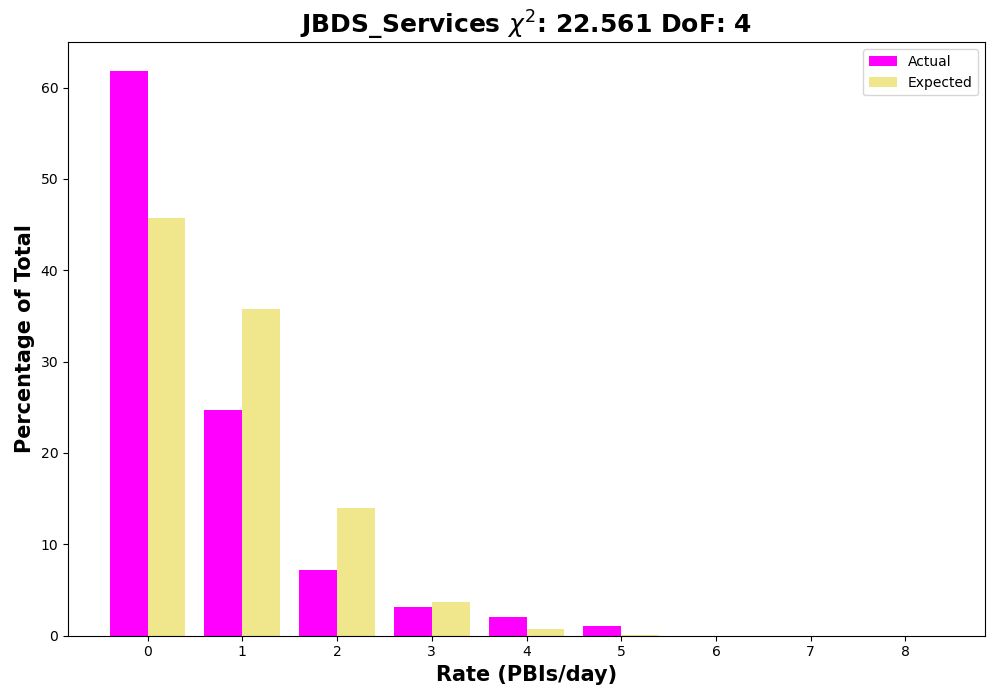 JBDS_Services χ²: 22.561 DoF: 4
Actual
Expected
Percentage of Total
60
50
40
30
20
10
0
0 1 2 3 4 5 6 7 8
Rate (PBIs/day)